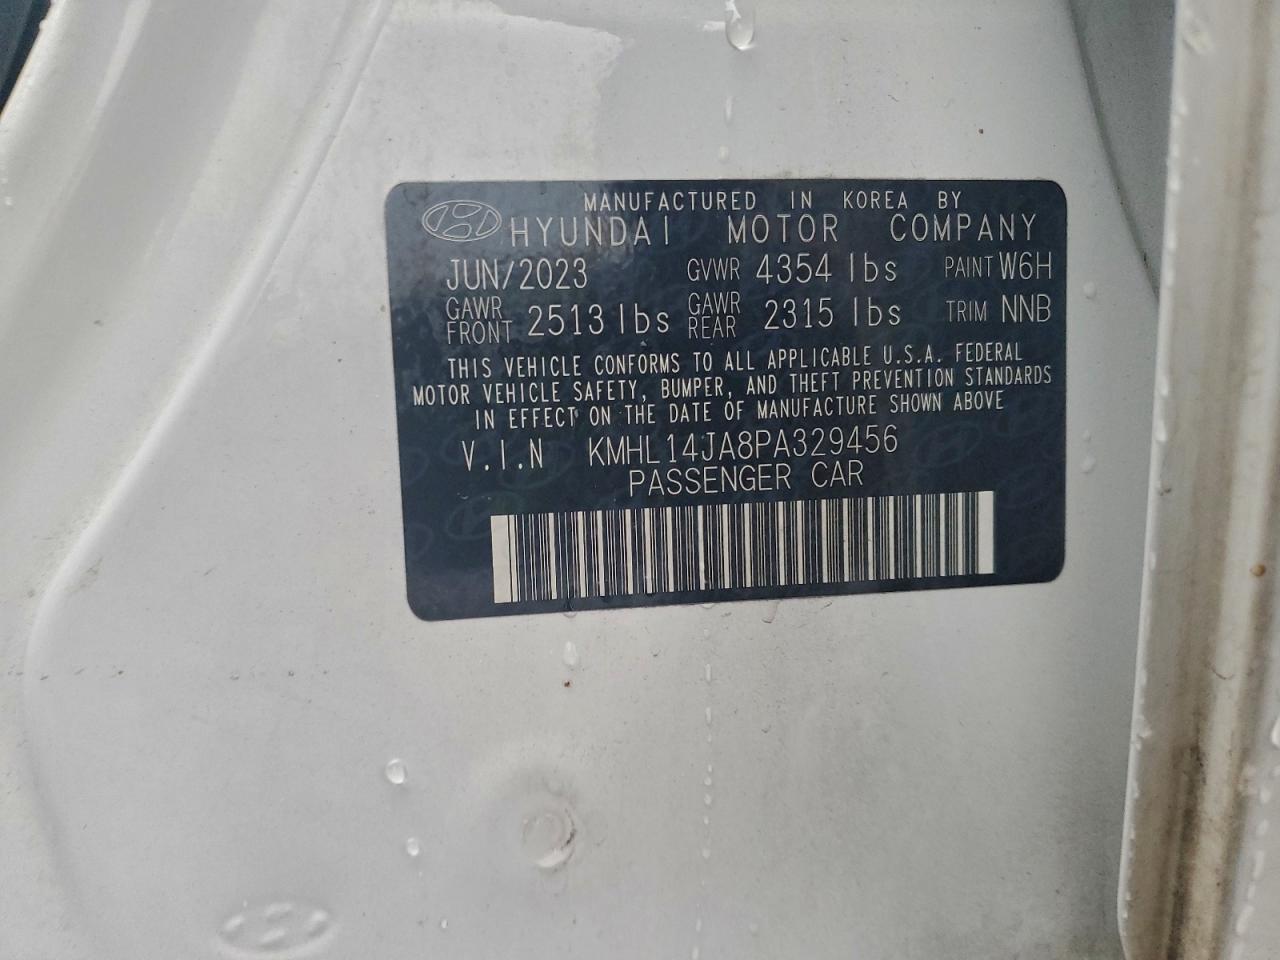 MANUFACTURED IN KOREA BY
HYUNDAI MOTOR COMPANY
JUN/2023 GVWR 4354 lbs PAINT W6H
GAWR FRONT 2513 lbs GAWR REAR 2315 lbs TRIM NNB
THIS VEHICLE CONFORMS TO ALL APPLICABLE U.S.A. FEDERAL
MOTOR VEHICLE SAFETY, BUMPER, AND THEFT PREVENTION STANDARDS
IN EFFECT ON THE DATE OF MANUFACTURE SHOWN ABOVE
V.I.N KMHL14JA8PA329456
PASSENGER CAR